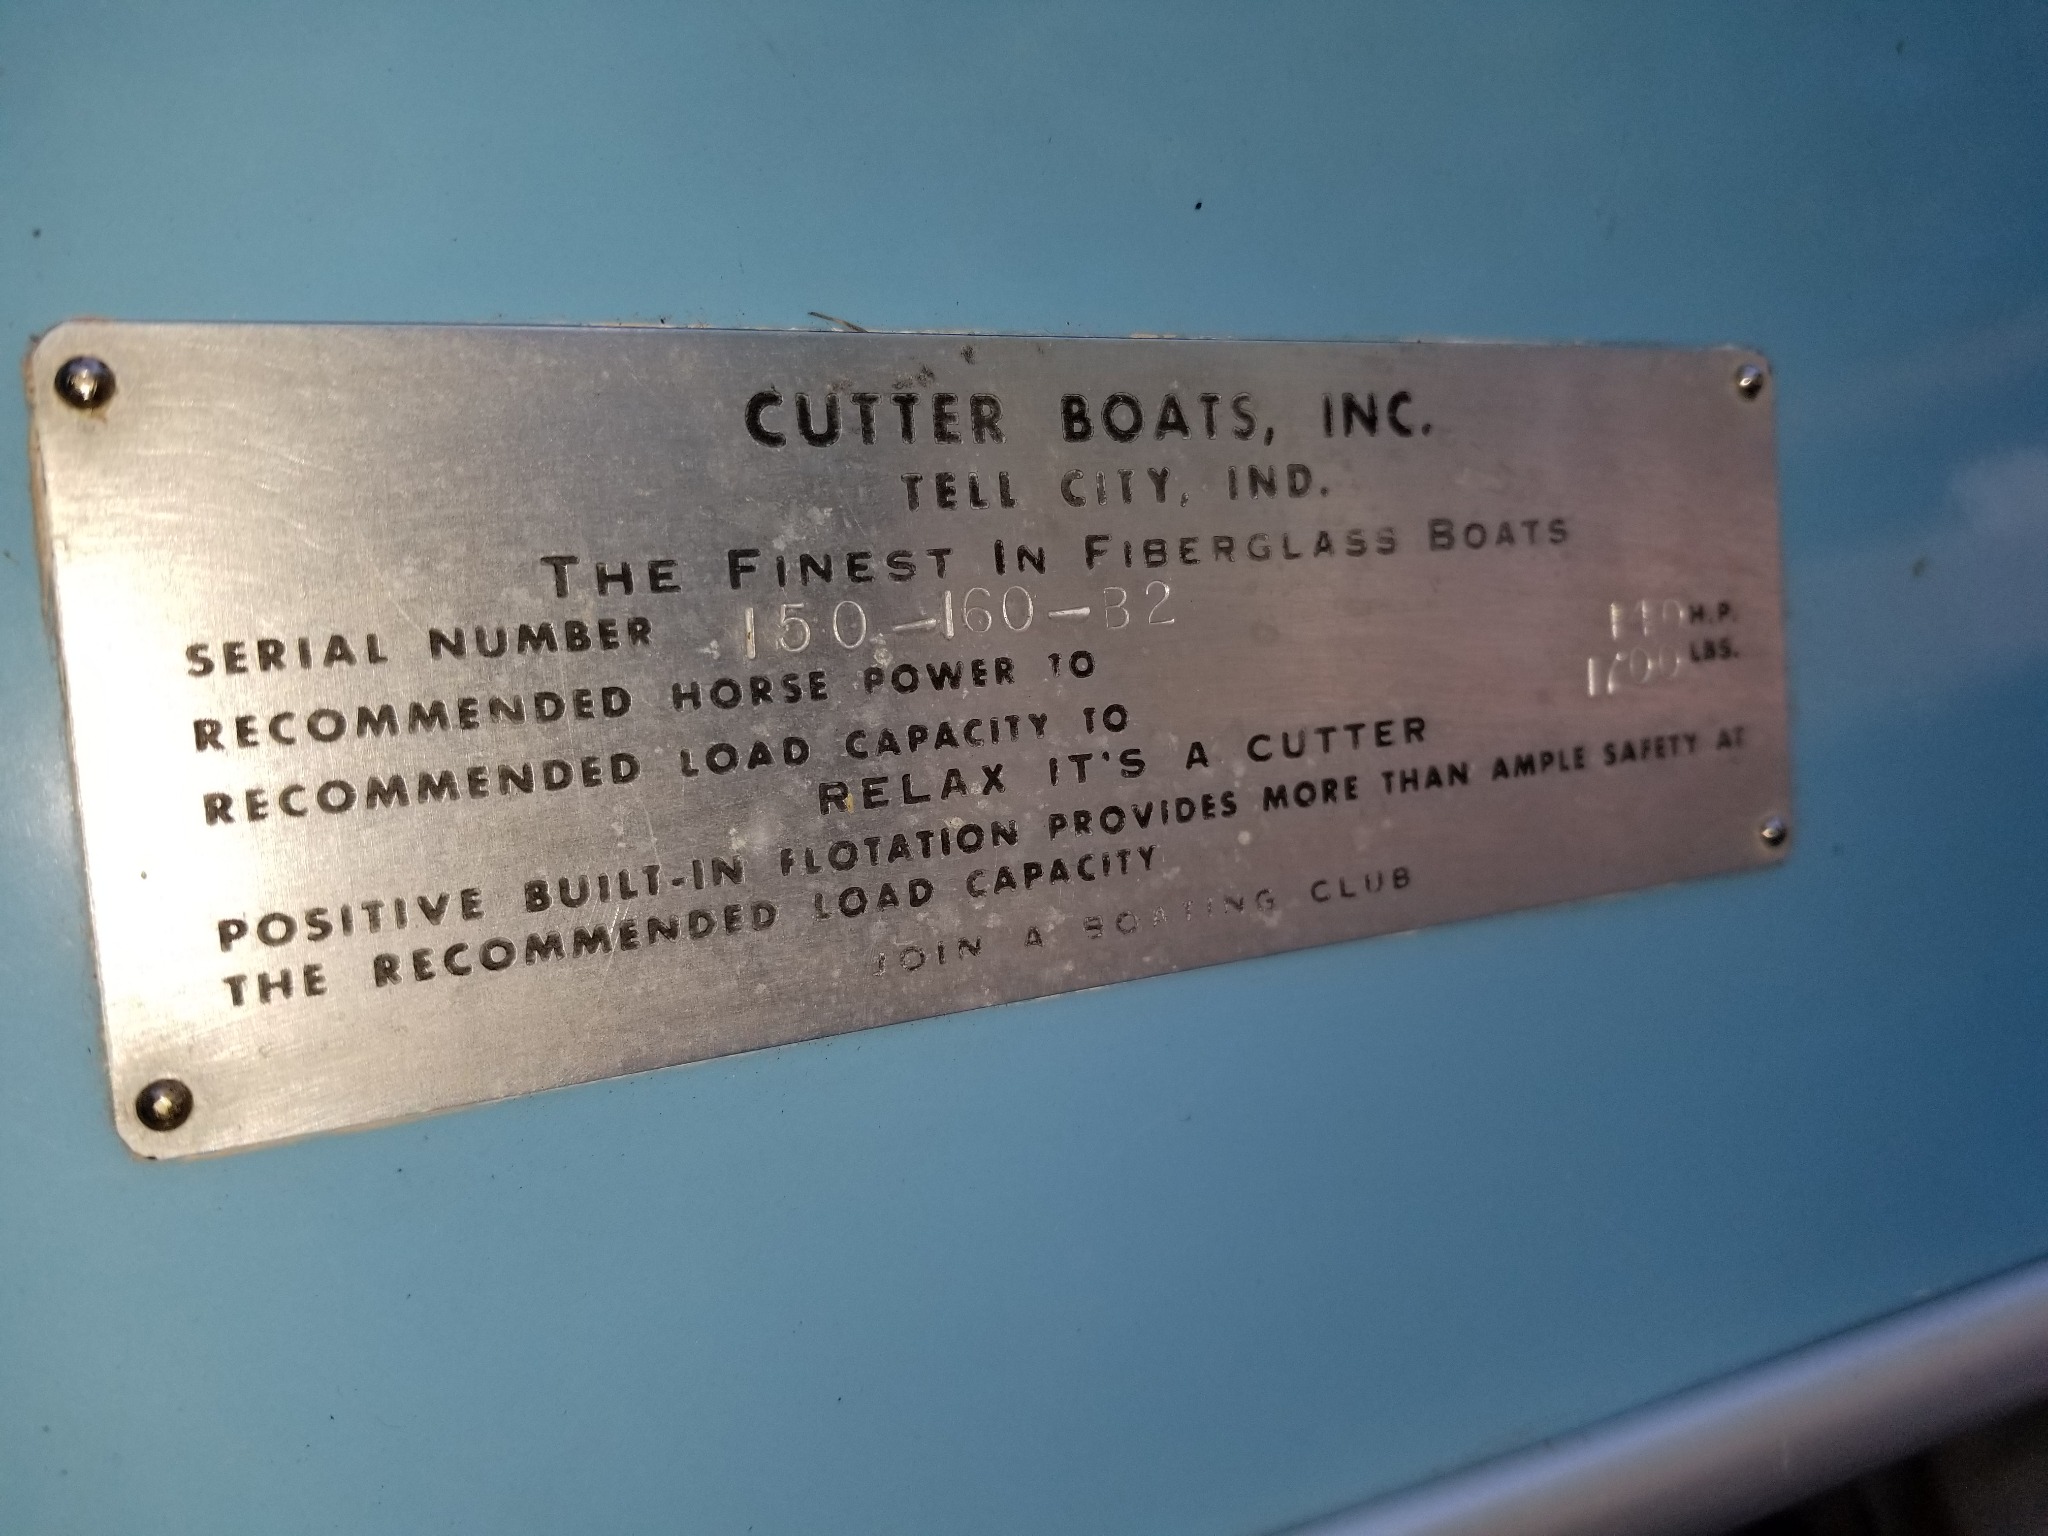 CUTTER BOATS, INC.
TELL CITY, IND.
THE FINEST IN FIBERGLASS BOATS
SERIAL NUMBER 150-160-B2
RECOMMENDED HORSE POWER TO 110 H.P.
RECOMMENDED LOAD CAPACITY TO 1700 LBS.
RELAX IT'S A CUTTER
POSITIVE BUILT-IN FLOTATION PROVIDES MORE THAN AMPLE SAFETY AT
THE RECOMMENDED LOAD CAPACITY
JOIN A BOATING CLUB